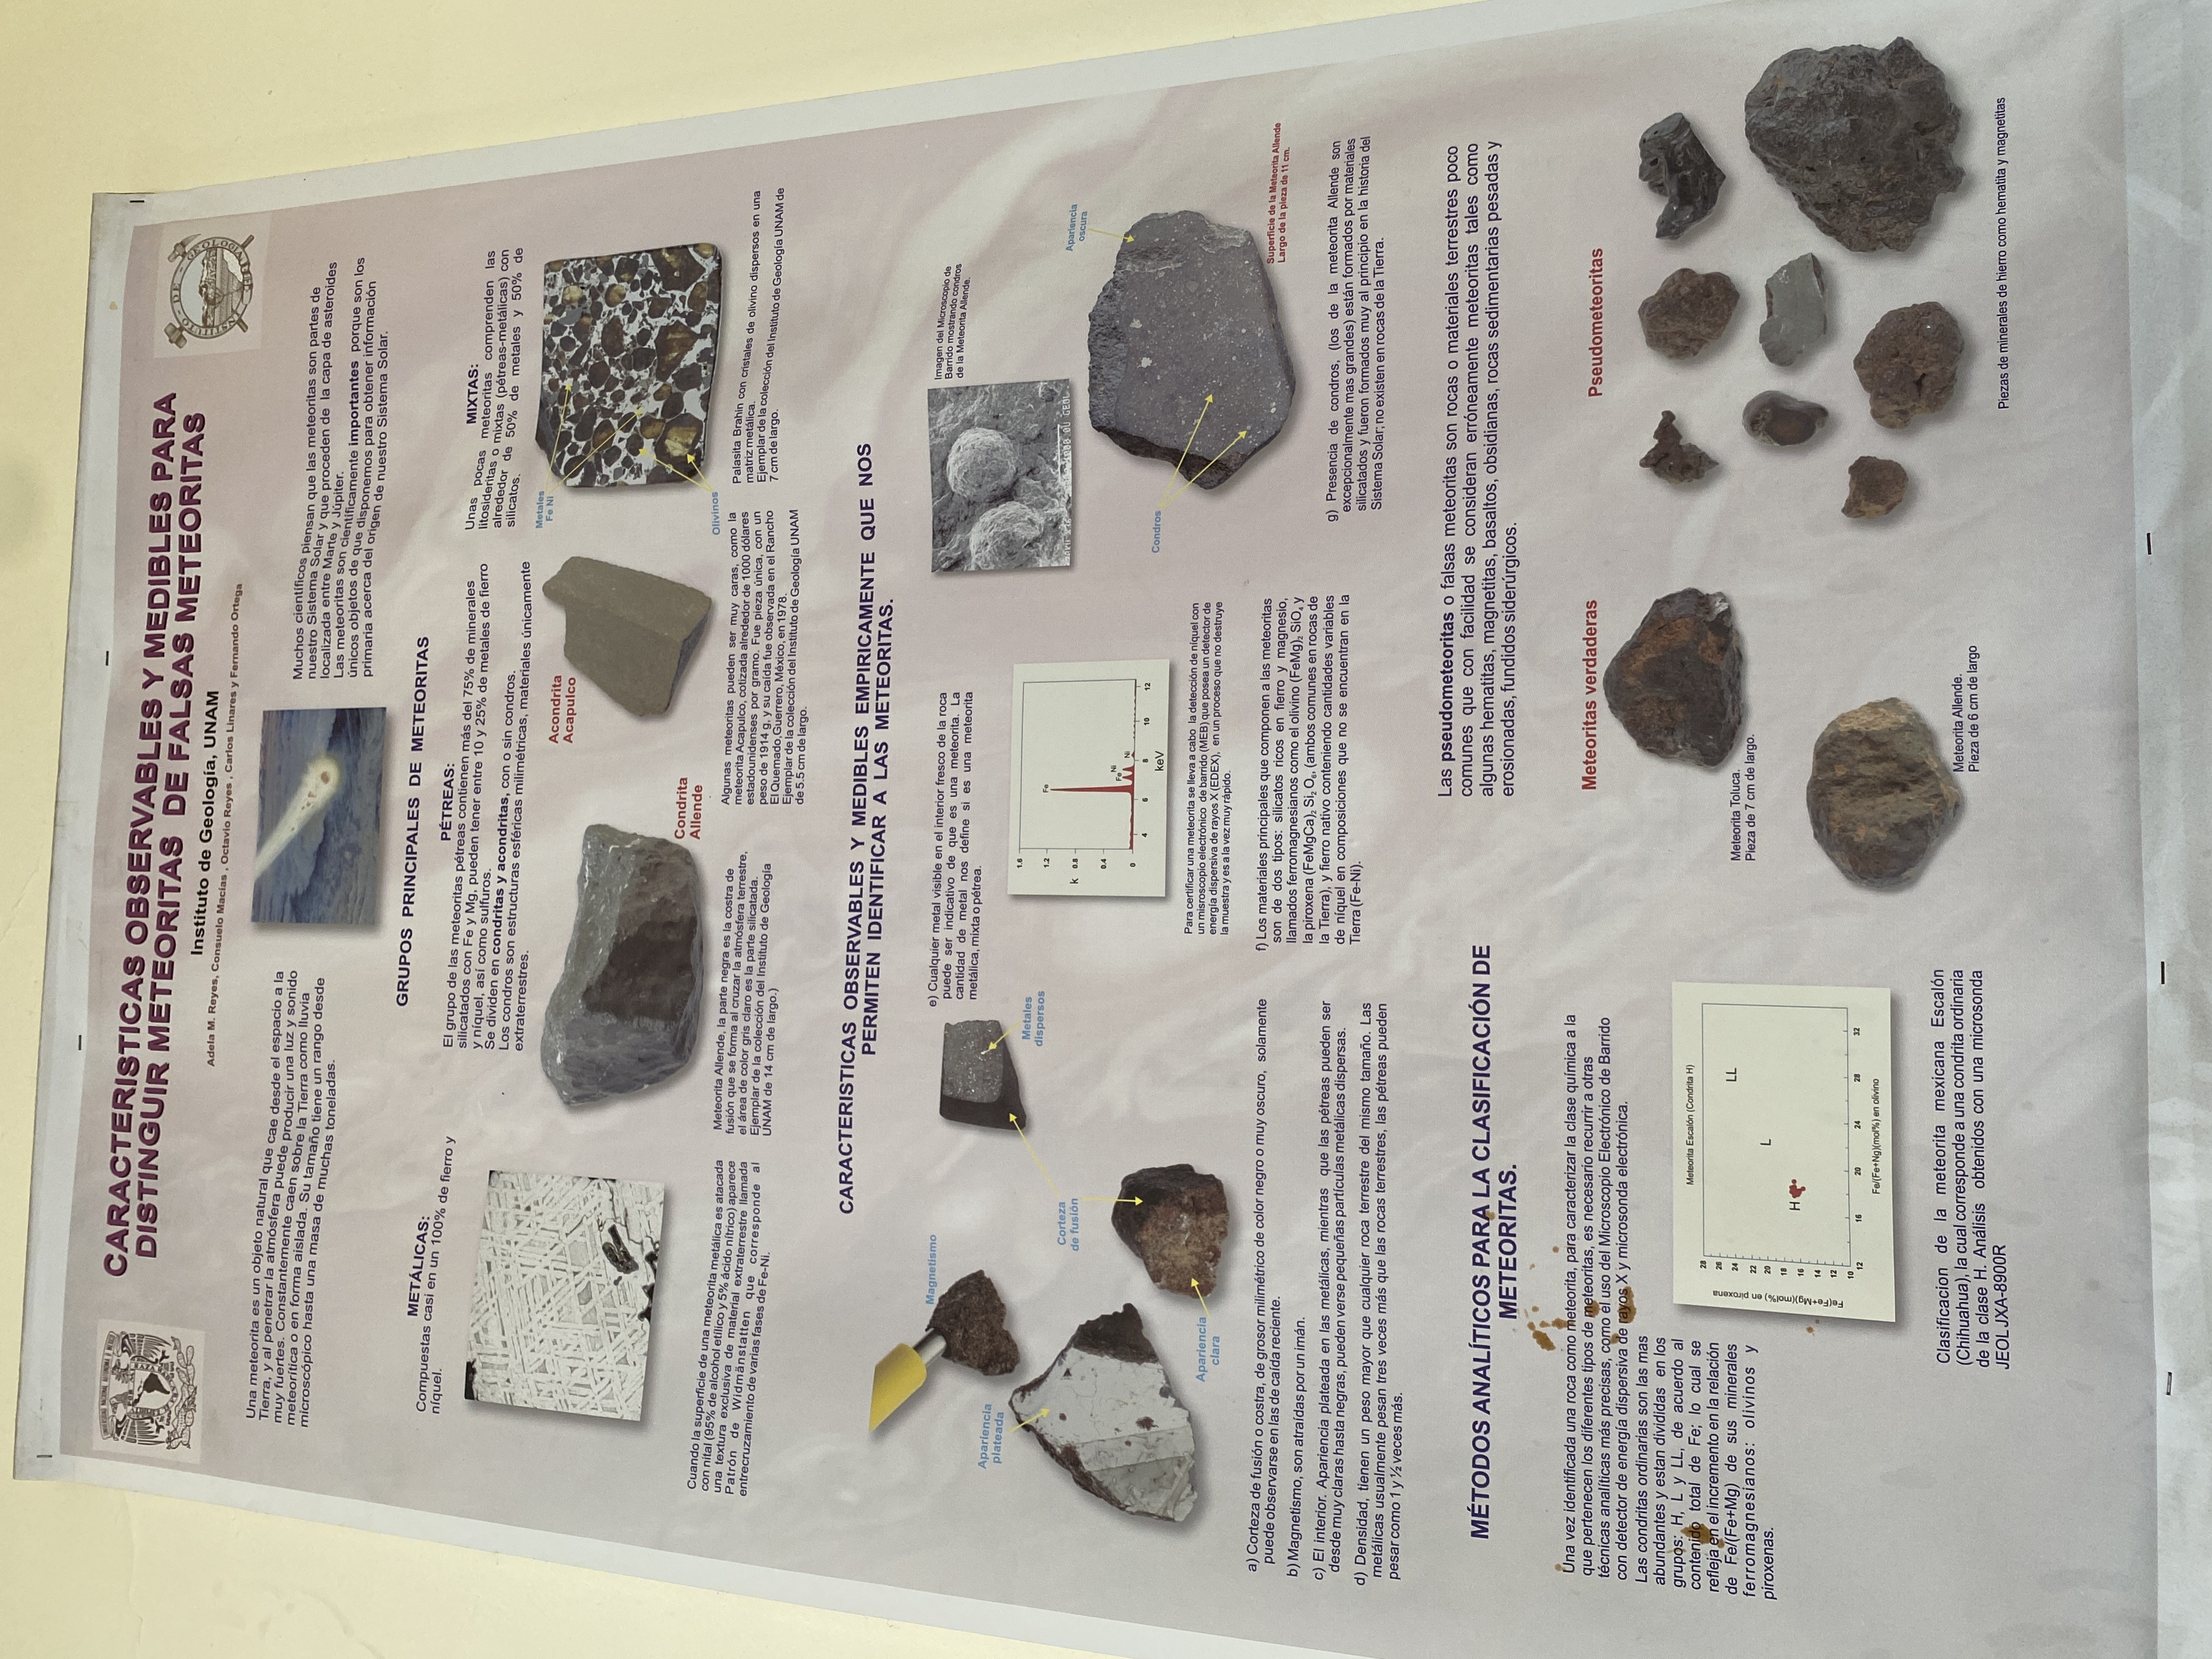 CARACTERISTICAS OBSERVABLES Y MEDIBLES PARA
DISTINGUIR METEORITAS DE FALSAS METEORITAS
Instituto de Geología, UNAM
Adela M. Reyes, Consuelo Macías , Octavio Reyes , Carlos Linares y Fernando Ortega
Una meteorita es un objeto natural que cae desde el espacio a la
Tierra, y al penetrar la atmósfera puede producir una luz y sonido
muy fuertes. Constantemente caen sobre la Tierra como lluvia
meteorítica o en forma aislada. Su tamaño tiene un rango desde
microscópico hasta una masa de muchas toneladas.
Muchos científicos piensan que las meteoritas son partes de
nuestro Sistema Solar y que proceden de la capa de asteroides
localizada entre Marte y Júpiter.
Las meteoritas son científicamente importantes porque son los
únicos objetos de que disponemos para obtener información
primaria acerca del origen de nuestro Sistema Solar.
GRUPOS PRINCIPALES DE METEORITAS
METÁLICAS:
Compuestas casi en un 100% de fierro y
níquel.
PÉTREAS:
El grupo de las meteoritas pétreas contienen más del 75% de minerales
silicatados con Fe y Mg, pueden tener entre 10 y 25% de metales de fierro
y níquel, así como sulfuros.
Se dividen en condritas y acondritas, con o sin condros.
Los condros son estructuras esféricas milimétricas, materiales únicamente
extraterrestres.
MIXTAS:
Unas pocas meteoritas comprenden las
litosideritas o mixtas (pétreas-metálicas) con
alrededor de 50% de metales y 50% de
silicatos.
Condrita
Allende
Acondrita
Acapulco
Metales
Fe Ni
Olivinos
Cuando la superficie de una meteorita metálica es atacada
con nital (95% de alcohol etílico y 5% ácido nítrico) aparece
una textura exclusiva de material extraterrestre llamada
Patrón de Widmänstatten que corresponde al
entrecruzamiento de varias fases de Fe-Ni.
Meteorita Allende, la parte negra es la costra de
fusión que se forma al cruzar la atmósfera terrestre,
el área de color gris claro es la parte silicatada.
Ejemplar de la colección del Instituto de Geología
UNAM de 14 cm de largo.)
Algunas meteoritas pueden ser muy caras, como la
meteorita Acapulco, cotizada alrededor de 1000 dólares
estadounidenses por gramo. Fue pieza única, con un
peso de 1914 g, y su caída fue observada en el Rancho
El Quemado,Guerrero, México, en 1978.
Ejemplar de la colección del Instituto de Geología UNAM
de 5.5 cm de largo.
Palasita Brahin con cristales de olivino dispersos en una
matriz metálica.
Ejemplar de la colección del Instituto de Geología UNAM de
7 cm de largo.
CARACTERISTICAS OBSERVABLES Y MEDIBLES EMPIRICAMENTE QUE NOS
PERMITEN IDENTIFICAR A LAS METEORITAS.
Magnetismo
Apariencia
plateada
Corteza
de fusión
Metales
dispersos
Apariencia
clara
a) Corteza de fusión o costra, de grosor milimétrico de color negro o muy oscuro, solamente
puede observarse en las de caída reciente.
b) Magnetismo, son atraídas por un imán.
c) El interior. Apariencia plateada en las metálicas, mientras que las pétreas pueden ser
desde muy claras hasta negras, pueden verse pequeñas partículas metálicas dispersas.
d) Densidad, tienen un peso mayor que cualquier roca terrestre del mismo tamaño. Las
metálicas usualmente pesan tres veces más que las rocas terrestres, las pétreas pueden
pesar como 1 y ½ veces más.
e) Cualquier metal visible en el interior fresco de la roca
puede ser indicativo de que es una meteorita. La
cantidad de metal nos define si es una meteorita
metálica, mixta o pétrea.
1.6
1.2
k 0.8
0.4
0
Fe
Fe Ni
Ni
4 6 8 10 12
keV
Para certificar una meteorita se lleva a cabo la detección de níquel con
un misroscopio electrónico de barrido (MEB) que posea un detector de
energía dispersiva de rayos X (EDEX), en un proceso que no destruye
la muestra y es a la vez muy rápido.
f) Los materiales principales que componen a las meteoritas
son de dos tipos: silicatos ricos en fierro y magnesio,
llamados ferromagnesianos como el olivino (FeMg)₂ SiO₄ y
la piroxena (FeMgCa)₂ Si₂ O₆, (ambos comunes en rocas de
la Tierra), y fierro nativo conteniendo cantidades variables
de níquel en composiciones que no se encuentran en la
Tierra (Fe-Ni).
Imagen del Microscopio de
Barrido mostrando condros
de la Meteorita Allende.
Apariencia
oscura
Condros
Superficie de la Meteorita Allende
Largo de la pieza de 11 cm.
g) Presencia de condros, (los de la meteorita Allende son
excepcionalmente mas grandes) están formados por materiales
silicatados y fueron formados muy al principio en la historia del
Sistema Solar; no existen en rocas de la Tierra.
MÉTODOS ANALÍTICOS PARA LA CLASIFICACIÓN DE
METEORITAS.
Una vez identificada una roca como meteorita, para caracterizar la clase química a la
que pertenecen los diferentes tipos de meteoritas, es necesario recurrir a otras
técnicas analíticas más precisas, como el uso del Microscopio Electrónico de Barrido
con detector de energía dispersiva de rayos X y microsonda electrónica.
Las condritas ordinarias son las mas
abundantes y estan divididas en los
grupos: H, L y LL, de acuerdo al
contenido total de Fe; lo cual se
refleja en el incremento en la relación
de Fe/(Fe+Mg) de sus minerales
ferromagnesianos: olivinos y
piroxenas.
Meteorita Escalón (Condrita H)
Fe(Fe+Mg)(mol%) en piroxena
28
26
24
22
20
18
16
14
12
10
LL
L
H
12 16 20 24 28 32
Fe/(Fe+Ng)(mol%) en olivino
Clasificacion de la meteorita mexicana Escalón
(Chihuahua), la cual corresponde a una condrita ordinaria
de la clase H. Análisis obtenidos con una microsonda
JEOL JXA-8900R
Las pseudometeoritas o falsas meteoritas son rocas o materiales terrestres poco
comunes que con facilidad se consideran erróneamente meteoritas tales como
algunas hematitas, magnetitas, basaltos, obsidianas, rocas sedimentarias pesadas y
erosionadas, fundidos siderúrgicos.
Meteoritas verdaderas
Pseudometeoritas
Meteorita Toluca.
Pieza de 7 cm de largo.
Meteorita Allende.
Pieza de 6 cm de largo
Piezas de minerales de hierro como hematita y magnetitas